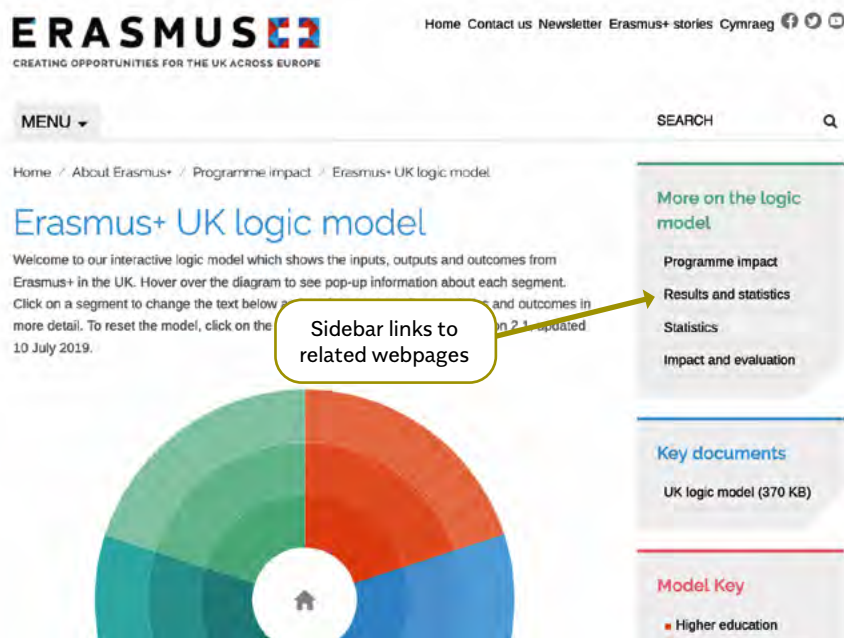 ERASMUS+
CREATING OPPORTUNITIES FOR THE UK ACROSS EUROPE
Home Contact us Newsletter Erasmus+ stories Cymraeg
MENU
SEARCH
Home / About Erasmus+ / Programme impact / Erasmus+ UK logic model
Erasmus+ UK logic model
Welcome to our interactive logic model which shows the inputs, outputs and outcomes from
Erasmus+ in the UK. Hover over the diagram to see pop-up information about each segment.
Click on a segment to change the text below and outcomes in
more detail. To reset the model, click on the 2.1, updated
10 July 2019.
Sidebar links to
related webpages
More on the logic
model
Programme impact
Results and statistics
Statistics
Impact and evaluation
Key documents
UK logic model (370 KB)
Model Key
Higher education